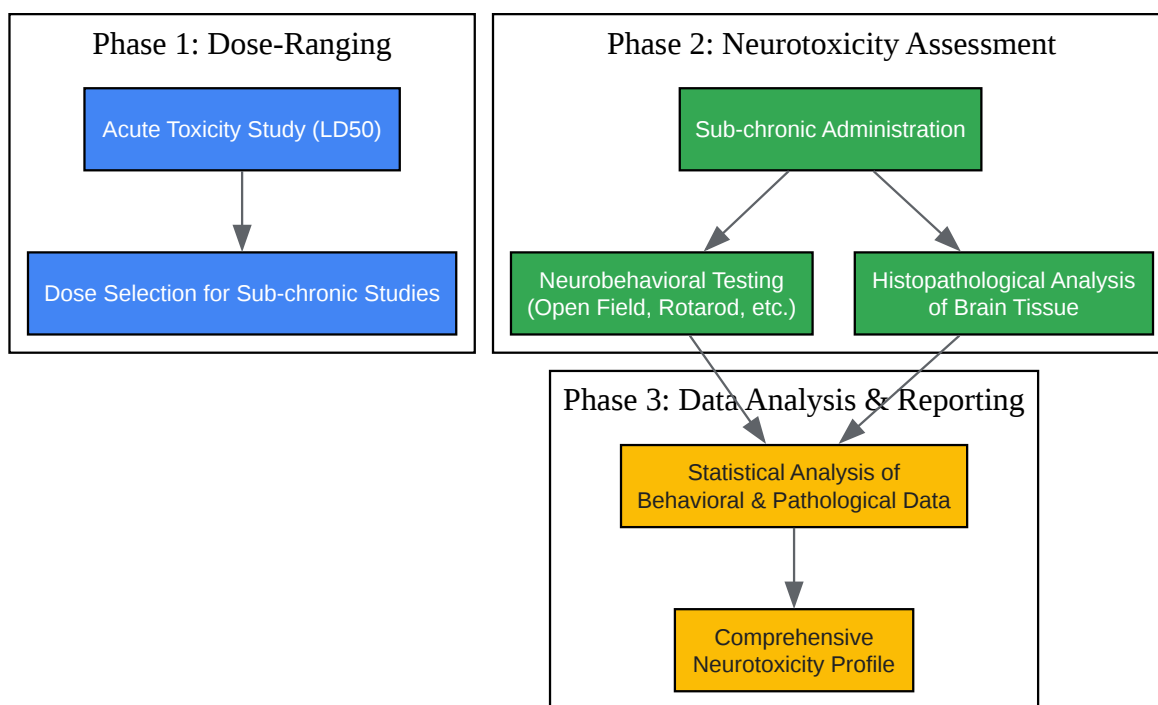 Phase 1: Dose-Ranging
Acute Toxicity Study (LD50)
Dose Selection for Sub-chronic Studies
Phase 2: Neurotoxicity Assessment
Sub-chronic Administration
Neurobehavioral Testing
(Open Field, Rotarod, etc.)
Histopathological Analysis
of Brain Tissue
Phase 3: Data Analysis & Reporting
Statistical Analysis of
Behavioral & Pathological Data
Comprehensive
Neurotoxicity Profile